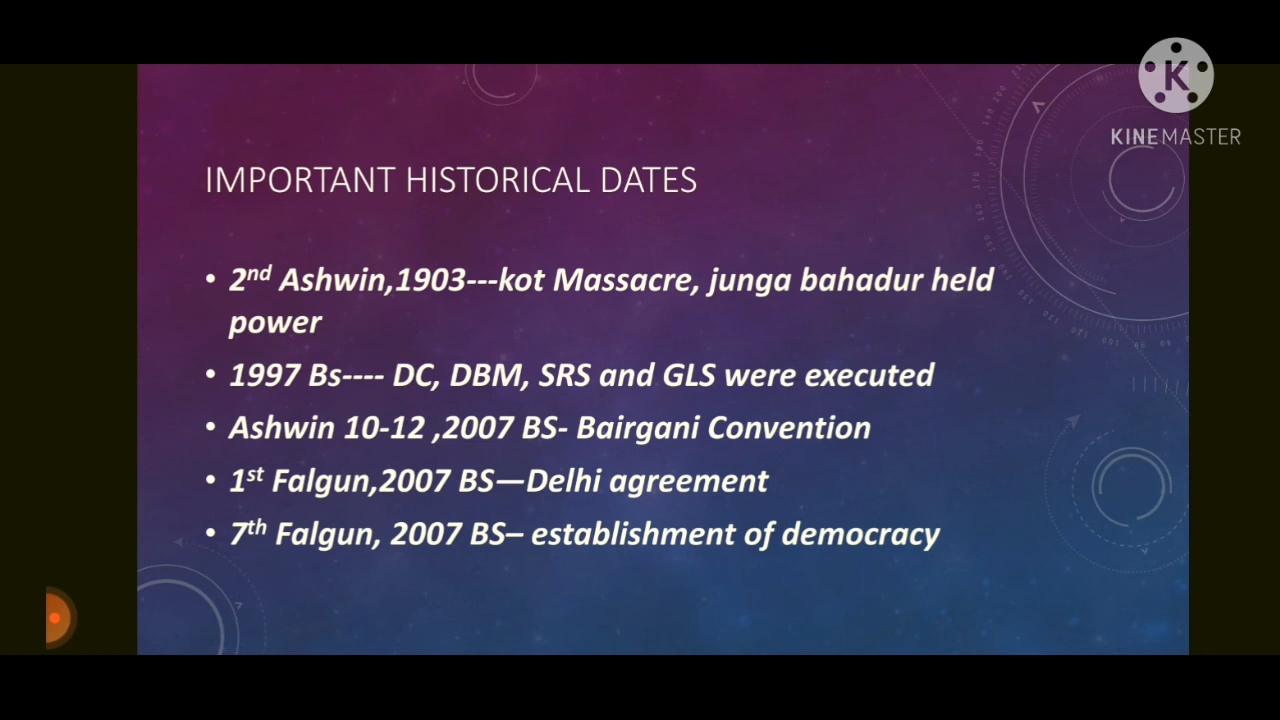 K
KINEMASTER
IMPORTANT HISTORICAL DATES
• 2nd Ashwin,1903---kot Massacre, junga bahadur held
power
• 1997 Bs---- DC, DBM, SRS and GLS were executed
• Ashwin 10-12 ,2007 BS- Bairgani Convention
• 1st Falgun,2007 BS—Delhi agreement
• 7th Falgun, 2007 BS– establishment of democracy